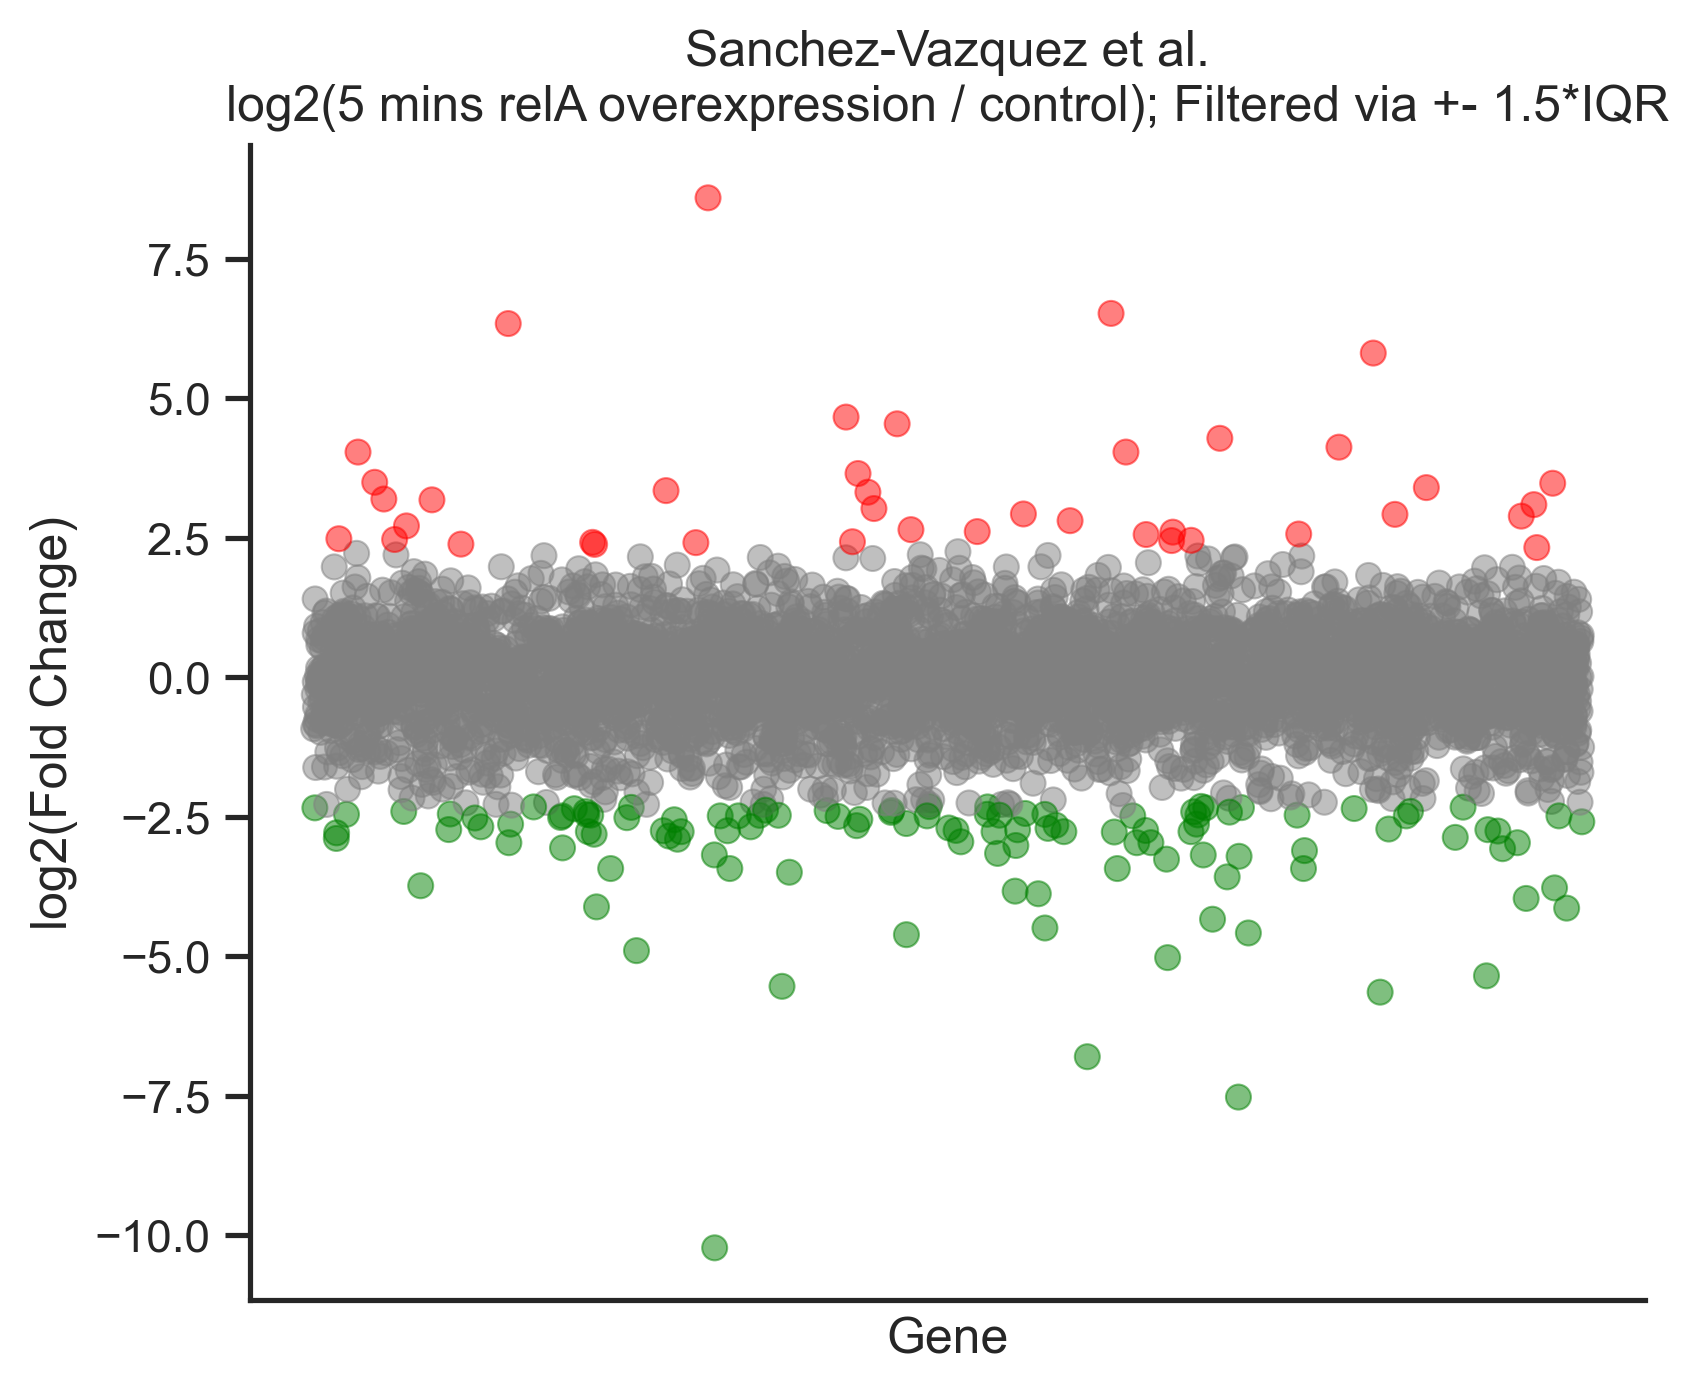 Sanchez-Vazquez et al.
log2(5 mins relA overexpression / control); Filtered via +- 1.5*IQR
7.5
5.0
2.5
0.0
−2.5
−5.0
−7.5
−10.0
log2(Fold Change)
Gene